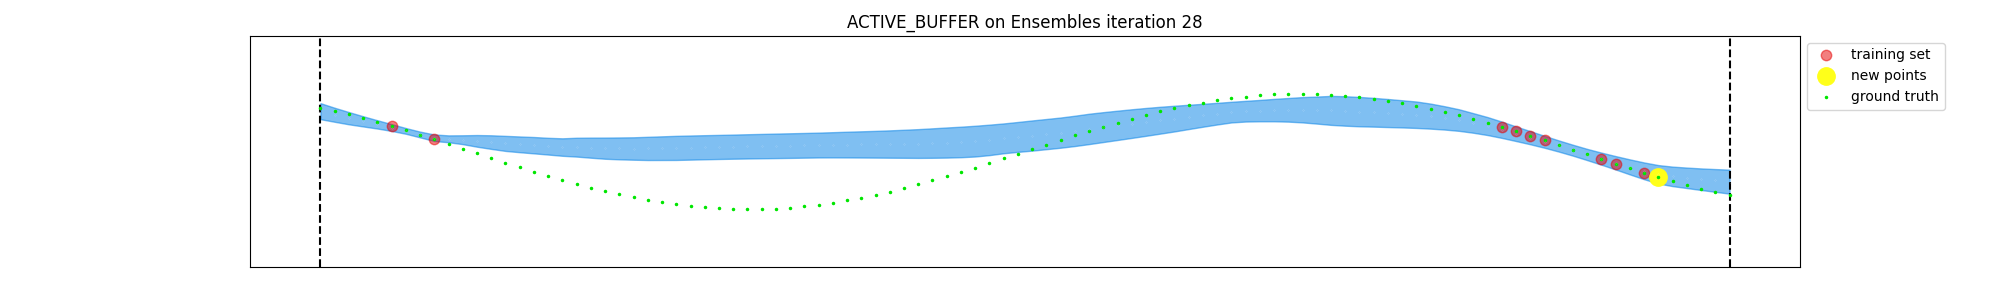 ACTIVE_BUFFER on Ensembles iteration 28
training set
new points
ground truth